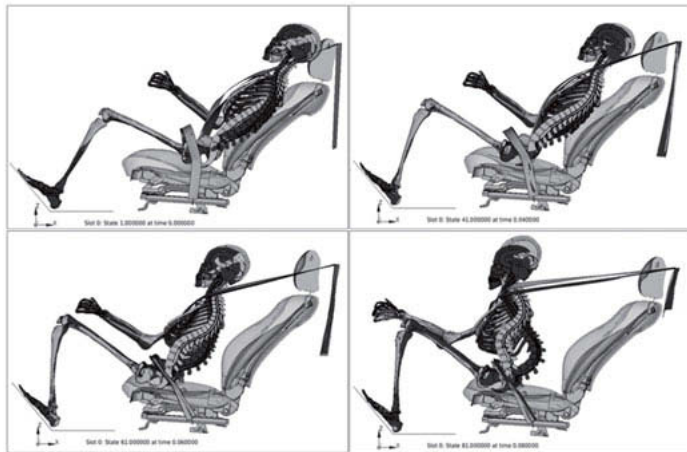 Slot 0: State 1.000000 at time 0.000000
Slot 0: State 41.000000 at time 0.040000
Slot 0: State 61.000000 at time 0.060000
Slot 0: State 81.000000 at time 0.080000